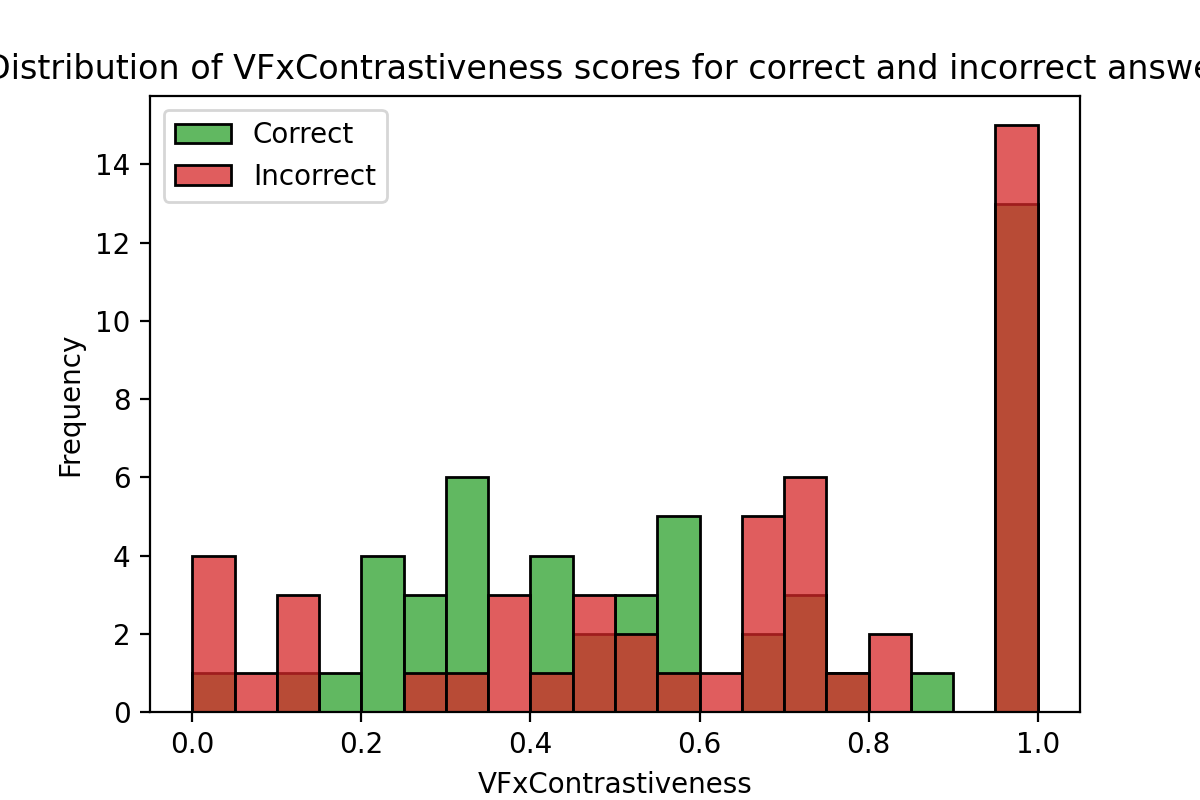 Distribution of VFxContrastiveness scores for correct and incorrect answe
Correct
Incorrect
14
12
10
8
6
4
2
0
Frequency
0.0 0.2 0.4 0.6 0.8 1.0
VFxContrastiveness